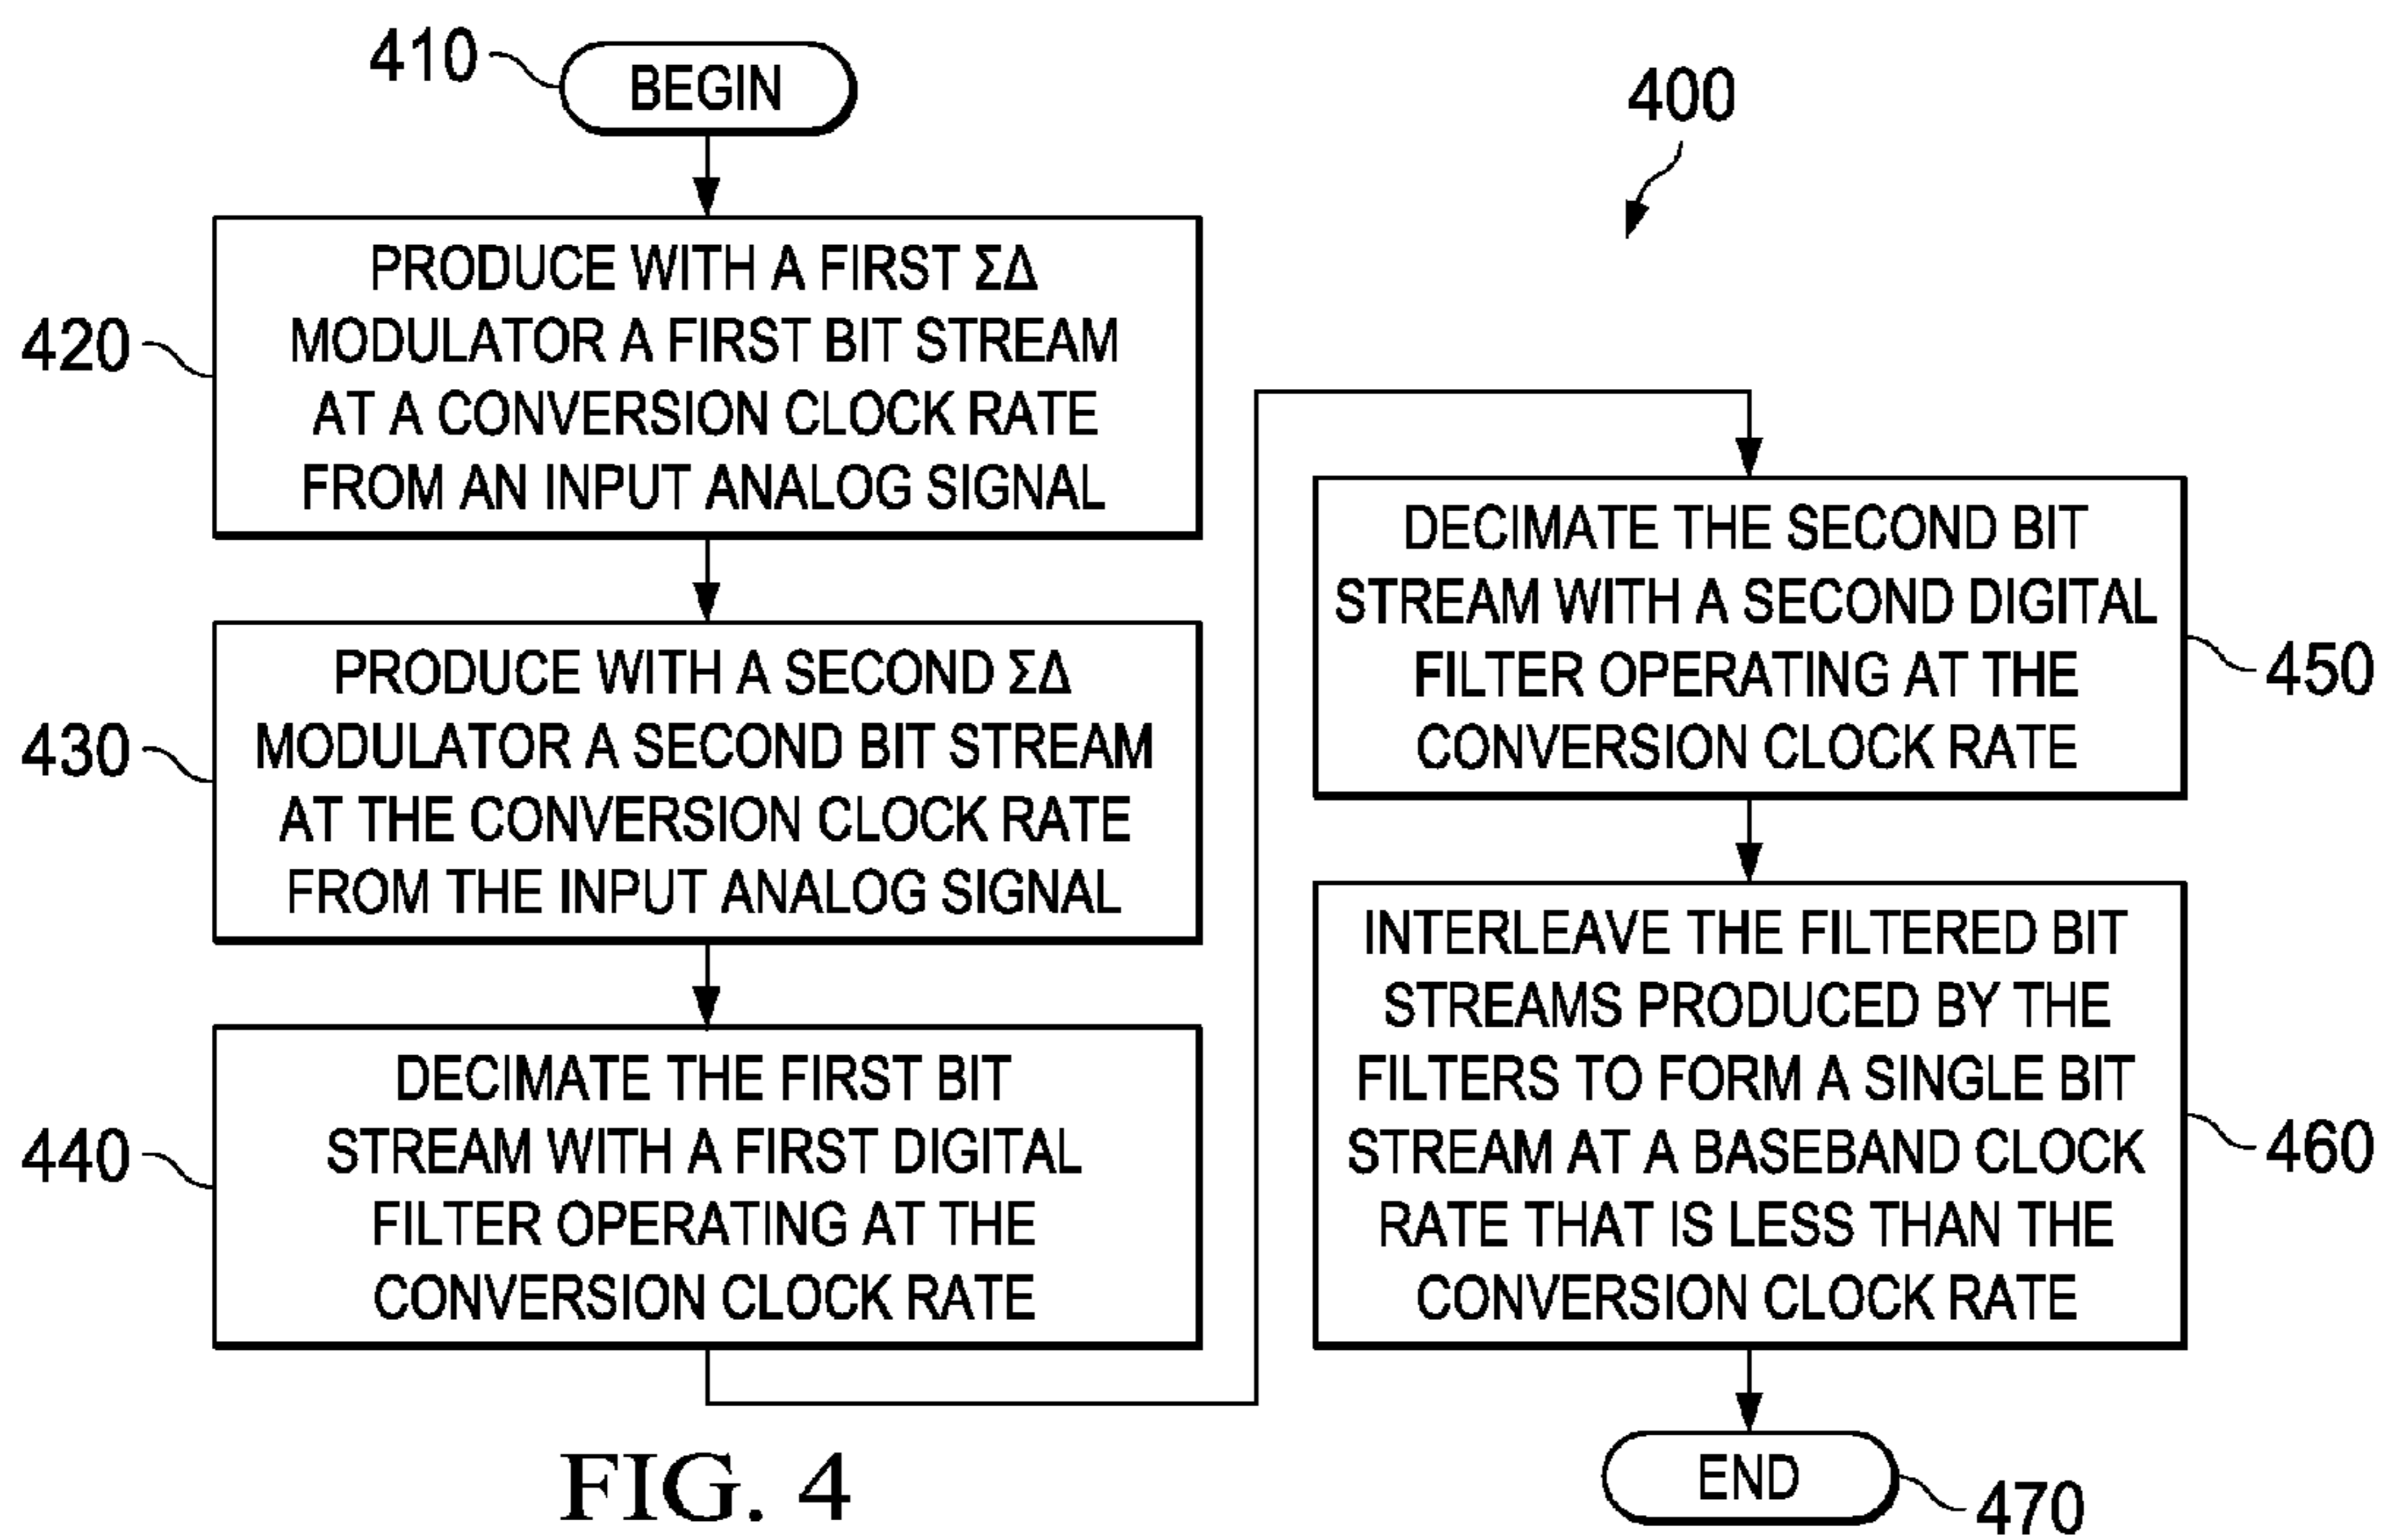 410
BEGIN
400
420
PRODUCE WITH A FIRST ΣΔ
MODULATOR A FIRST BIT STREAM
AT A CONVERSION CLOCK RATE
FROM AN INPUT ANALOG SIGNAL
430
PRODUCE WITH A SECOND ΣΔ
MODULATOR A SECOND BIT STREAM
AT THE CONVERSION CLOCK RATE
FROM THE INPUT ANALOG SIGNAL
440
DECIMATE THE FIRST BIT
STREAM WITH A FIRST DIGITAL
FILTER OPERATING AT THE
CONVERSION CLOCK RATE
DECIMATE THE SECOND BIT
STREAM WITH A SECOND DIGITAL
FILTER OPERATING AT THE
CONVERSION CLOCK RATE
450
INTERLEAVE THE FILTERED BIT
STREAMS PRODUCED BY THE
FILTERS TO FORM A SINGLE BIT
STREAM AT A BASEBAND CLOCK
RATE THAT IS LESS THAN THE
CONVERSION CLOCK RATE
460
END
470
FIG. 4